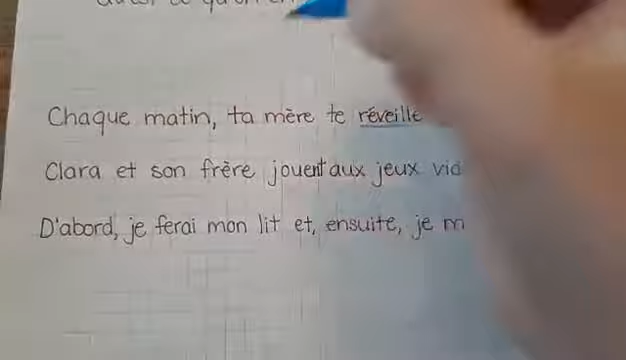 Chaque matin, ta mère te réveille
Clara et son frère jouent aux jeux
D'abord, je ferai mon lit et, ensuite, je